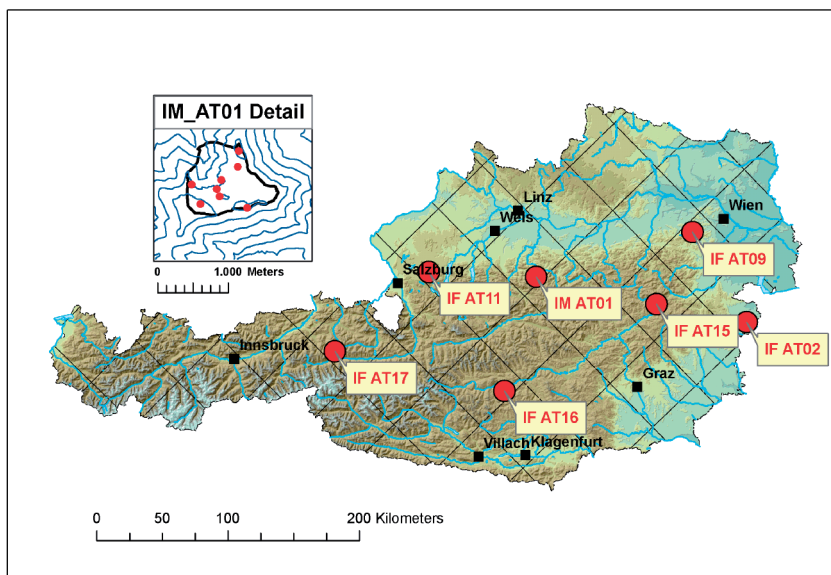 IM_AT01 Detail
0 1.000 Meters
Linz
Wels
Wien
IF AT09
Salzburg
IF AT11
IM AT01
IF AT15
IF AT02
Innsbruck
IF AT17
Graz
IF AT16
Villach
Klagenfurt
0 50 100 200 Kilometers